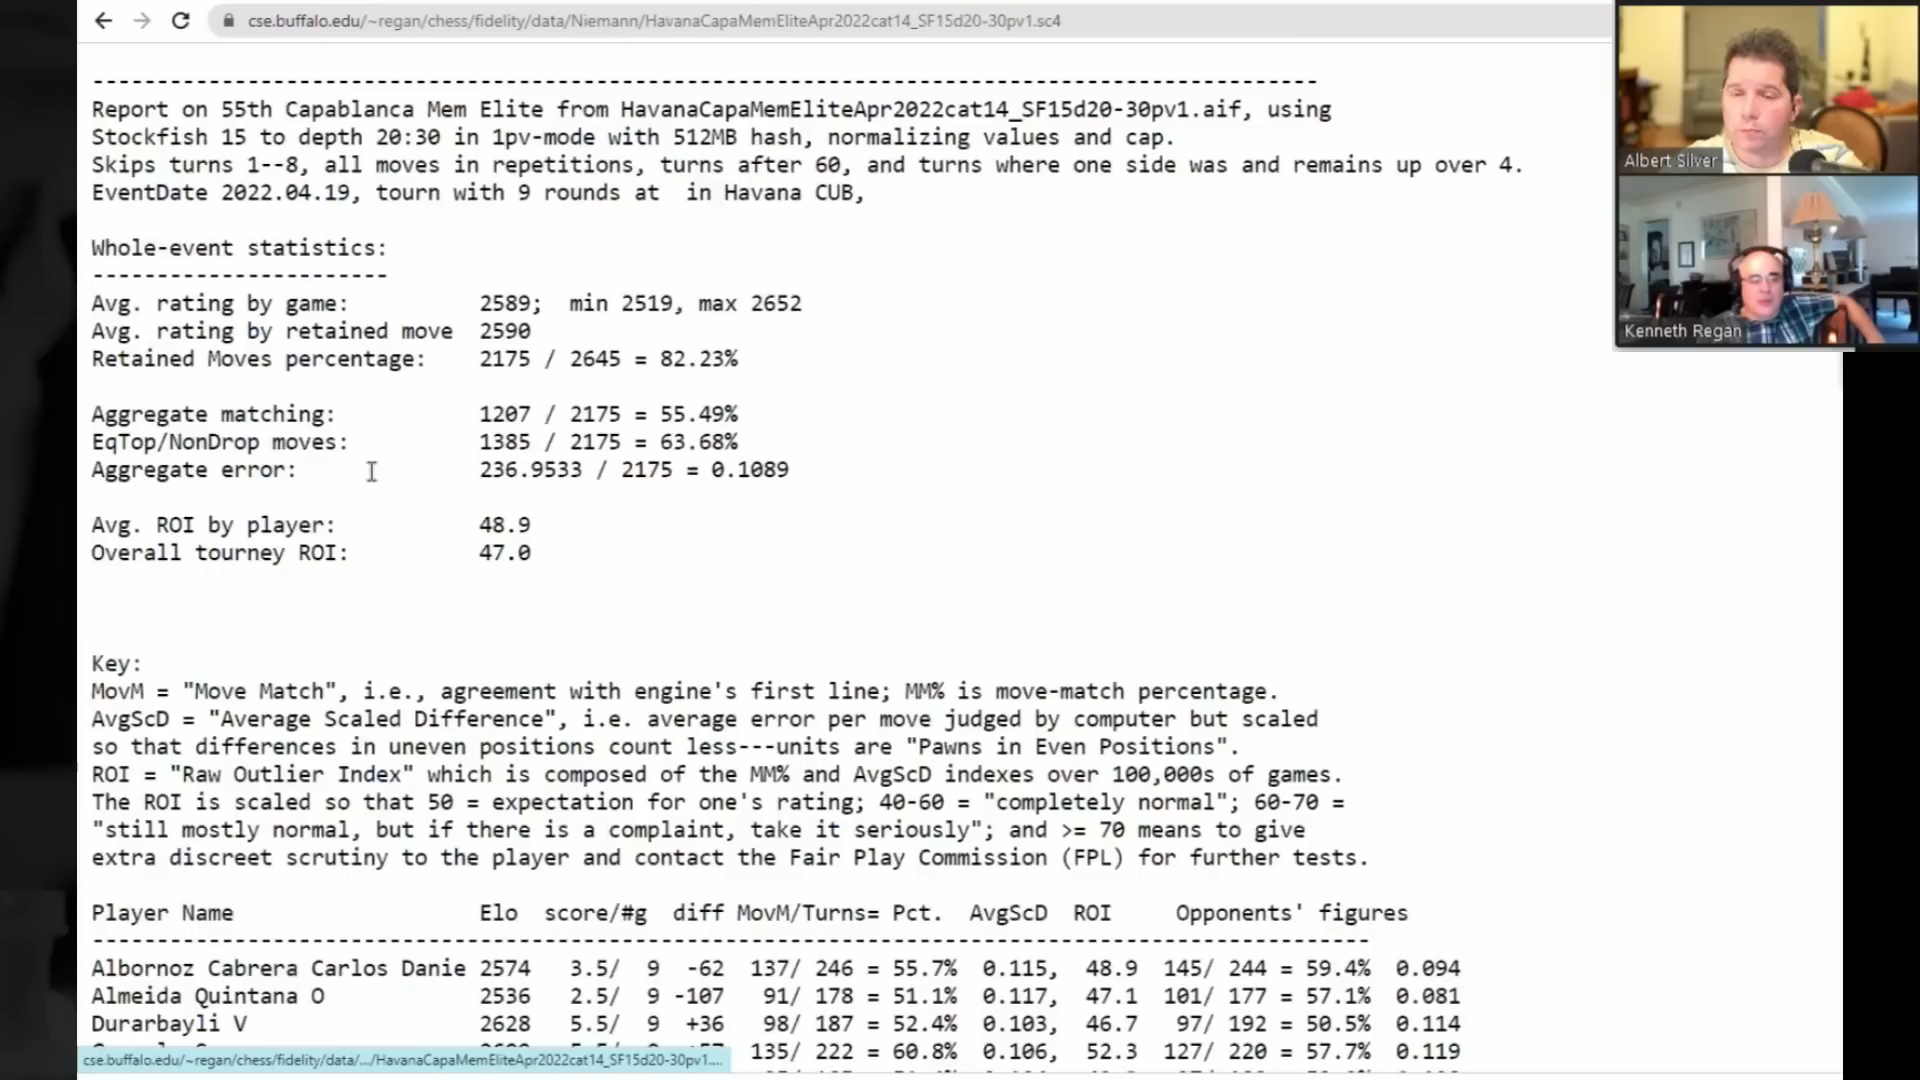 cse.buffalo.edu/~regan/chess/fidelity/data/Niemann/HavanaCapaMemEliteApr2022cat14_SF15d20-30pv1.sc4
Albert Silver
Kenneth Regan
--------------------------------------------------------------------------------------------
Report on 55th Capablanca Mem Elite from HavanaCapaMemEliteApr2022cat14_SF15d20-30pv1.aif, using
Stockfish 15 to depth 20:30 in 1pv-mode with 512MB hash, normalizing values and cap.
Skips turns 1--8, all moves in repetitions, turns after 60, and turns where one side was and remains up over 4.
EventDate 2022.04.19, tourn with 9 rounds at  in Havana CUB,
Whole-event statistics:
-----------------------
Avg. rating by game: 2589;  min 2519, max 2652
Avg. rating by retained move 2590
Retained Moves percentage: 2175 / 2645 = 82.23%
Aggregate matching: 1207 / 2175 = 55.49%
EqTop/NonDrop moves: 1385 / 2175 = 63.68%
Aggregate error: 236.9533 / 2175 = 0.1089
Avg. ROI by player: 48.9
Overall tourney ROI: 47.0
Key:
MovM = "Move Match", i.e., agreement with engine's first line; MM% is move-match percentage.
AvgScD = "Average Scaled Difference", i.e. average error per move judged by computer but scaled
so that differences in uneven positions count less---units are "Pawns in Even Positions".
ROI = "Raw Outlier Index" which is composed of the MM% and AvgScD indexes over 100,000s of games.
The ROI is scaled so that 50 = expectation for one's rating; 40-60 = "completely normal"; 60-70 =
"still mostly normal, but if there is a complaint, take it seriously"; and >= 70 means to give
extra discreet scrutiny to the player and contact the Fair Play Commission (FPL) for further tests.
Player Name Elo score/#g diff MovM/Turns= Pct. AvgScD ROI Opponents' figures
----------------------------------------------------------------------------------------------------
Albornoz Cabrera Carlos Danie 2574 3.5/ 9 -62 137/ 246 = 55.7% 0.115, 48.9 145/ 244 = 59.4% 0.094
Almeida Quintana O 2536 2.5/ 9 -107 91/ 178 = 51.1% 0.117, 47.1 101/ 177 = 57.1% 0.081
Durarbayli V 2628 5.5/ 9 +36 98/ 187 = 52.4% 0.103, 46.7 97/ 192 = 50.5% 0.114
135/ 222 = 60.8% 0.106, 52.3 127/ 220 = 57.7% 0.119
cse.buffalo.edu/~regan/chess/fidelity/data/.../HavanaCapaMemEliteApr2022cat14_SF15d20-30pv1....